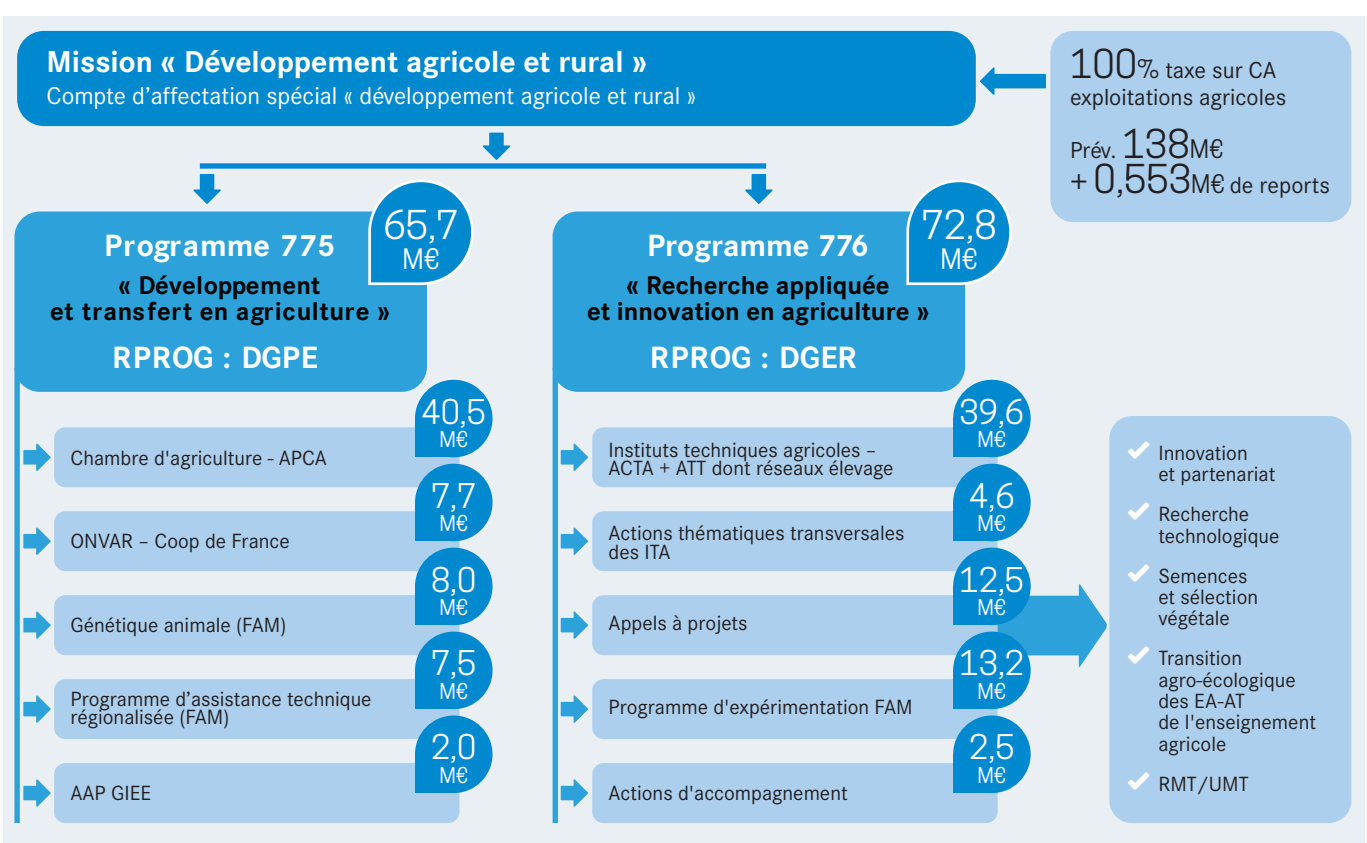 Mission « Développement agricole et rural »
Compte d'affectation spécial « développement agricole et rural »
100% taxe sur CA
exploitations agricoles
Prév. 138M€
+ 0,553M€ de reports
Programme 775
65,7
M€
« Développement
et transfert en agriculture »
RPROG : DGPE
40,5
M€
Chambre d'agriculture - APCA
7,7
M€
ONVAR – Coop de France
8,0
M€
Génétique animale (FAM)
7,5
M€
Programme d'assistance technique
régionalisée (FAM)
2,0
M€
AAP GIEE
Programme 776
72,8
M€
« Recherche appliquée
et innovation en agriculture »
RPROG : DGER
39,6
M€
Instituts techniques agricoles –
ACTA + ATT dont réseaux élevage
4,6
M€
Actions thématiques transversales
des ITA
12,5
M€
Appels à projets
13,2
M€
Programme d'expérimentation FAM
2,5
M€
Actions d'accompagnement
Innovation
et partenariat
Recherche
technologique
Semences
et sélection
végétale
Transition
agro-écologique
des EA-AT
de l'enseignement
agricole
RMT/UMT